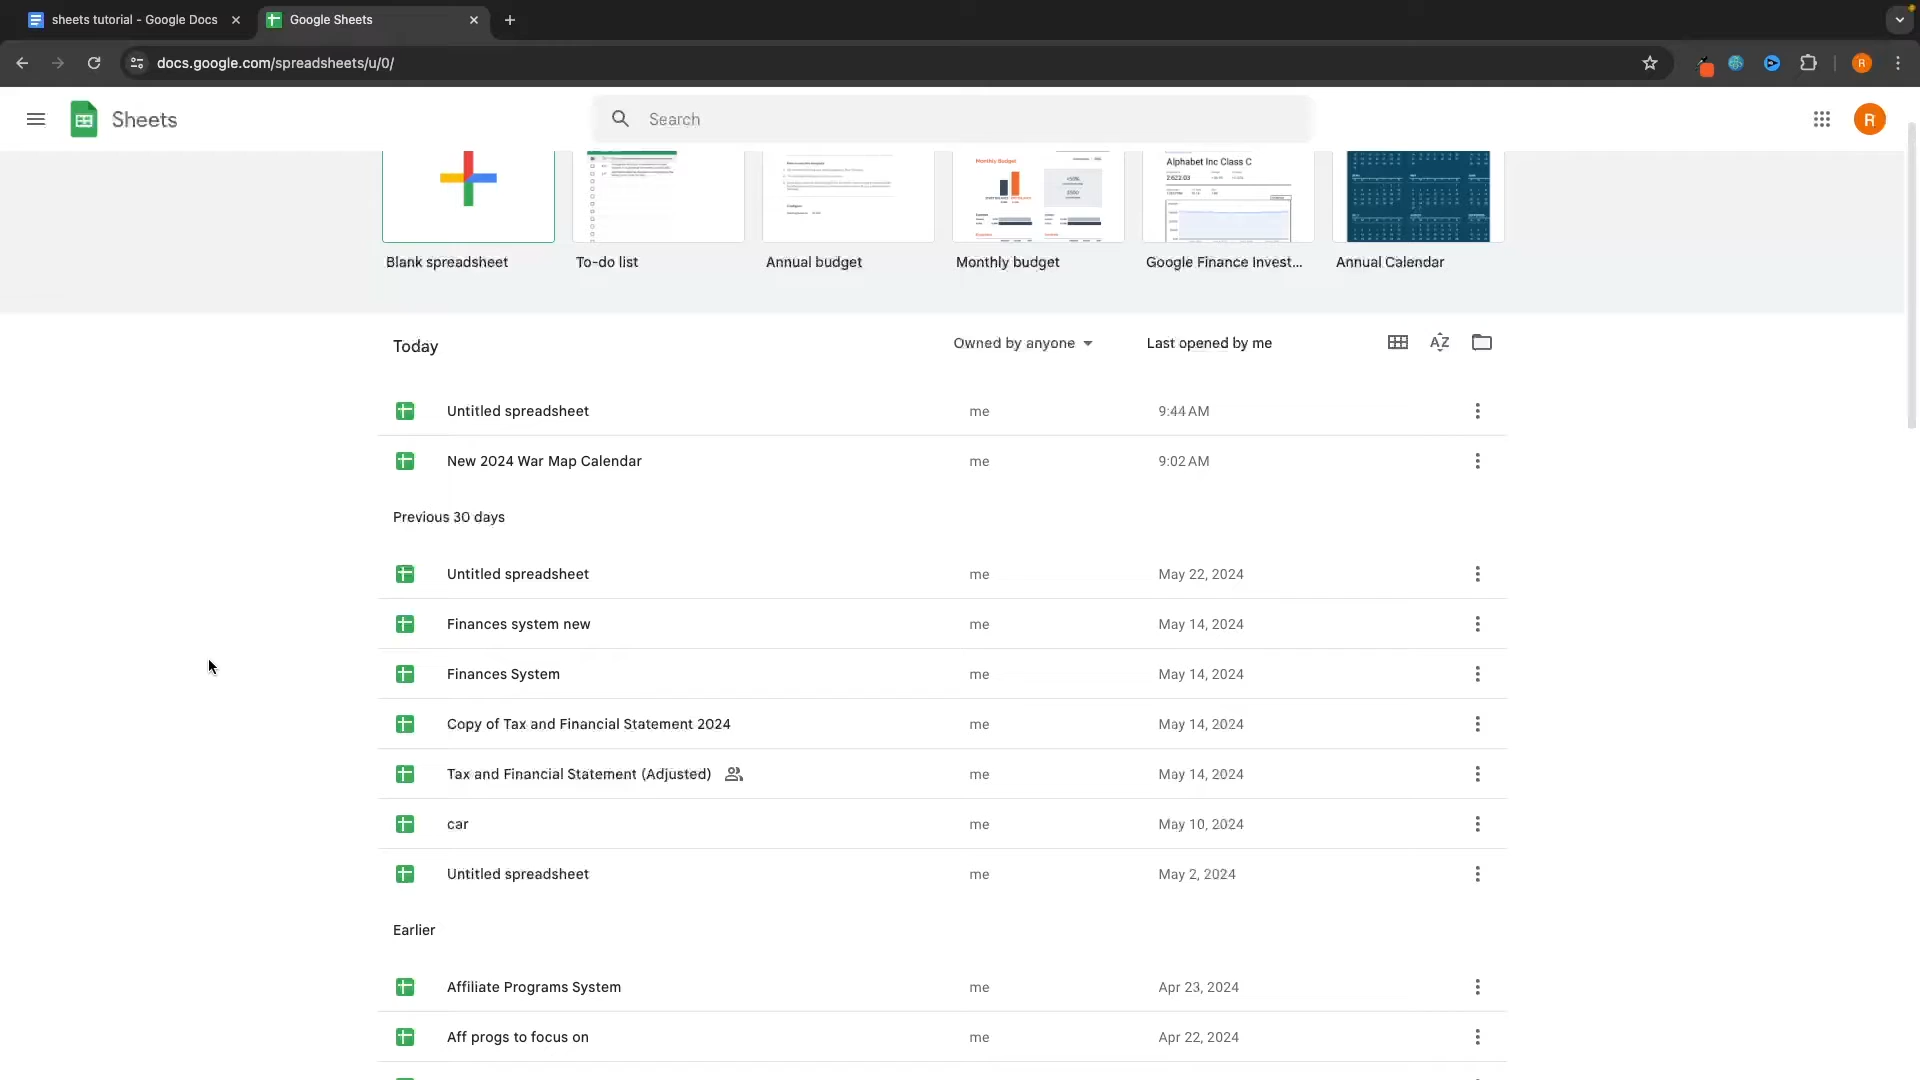 sheets tutorial - Google Docs
Google Sheets
docs.google.com/spreadsheets/u/0/
R
Sheets
Search
R
Monthly Budget
Alphabet Inc Class C
Blank spreadsheet
To-do list
Annual budget
Monthly budget
Google Finance Invest...
Annual Calendar
Today
Owned by anyone
Last opened by me
AZ
Untitled spreadsheet me 9:44 AM
New 2024 War Map Calendar me 9:02 AM
Previous 30 days
Untitled spreadsheet me May 22, 2024
Finances system new me May 14, 2024
Finances System me May 14, 2024
Copy of Tax and Financial Statement 2024 me May 14, 2024
Tax and Financial Statement (Adjusted) me May 14, 2024
car me May 10, 2024
Untitled spreadsheet me May 2, 2024
Earlier
Affiliate Programs System me Apr 23, 2024
Aff progs to focus on me Apr 22, 2024